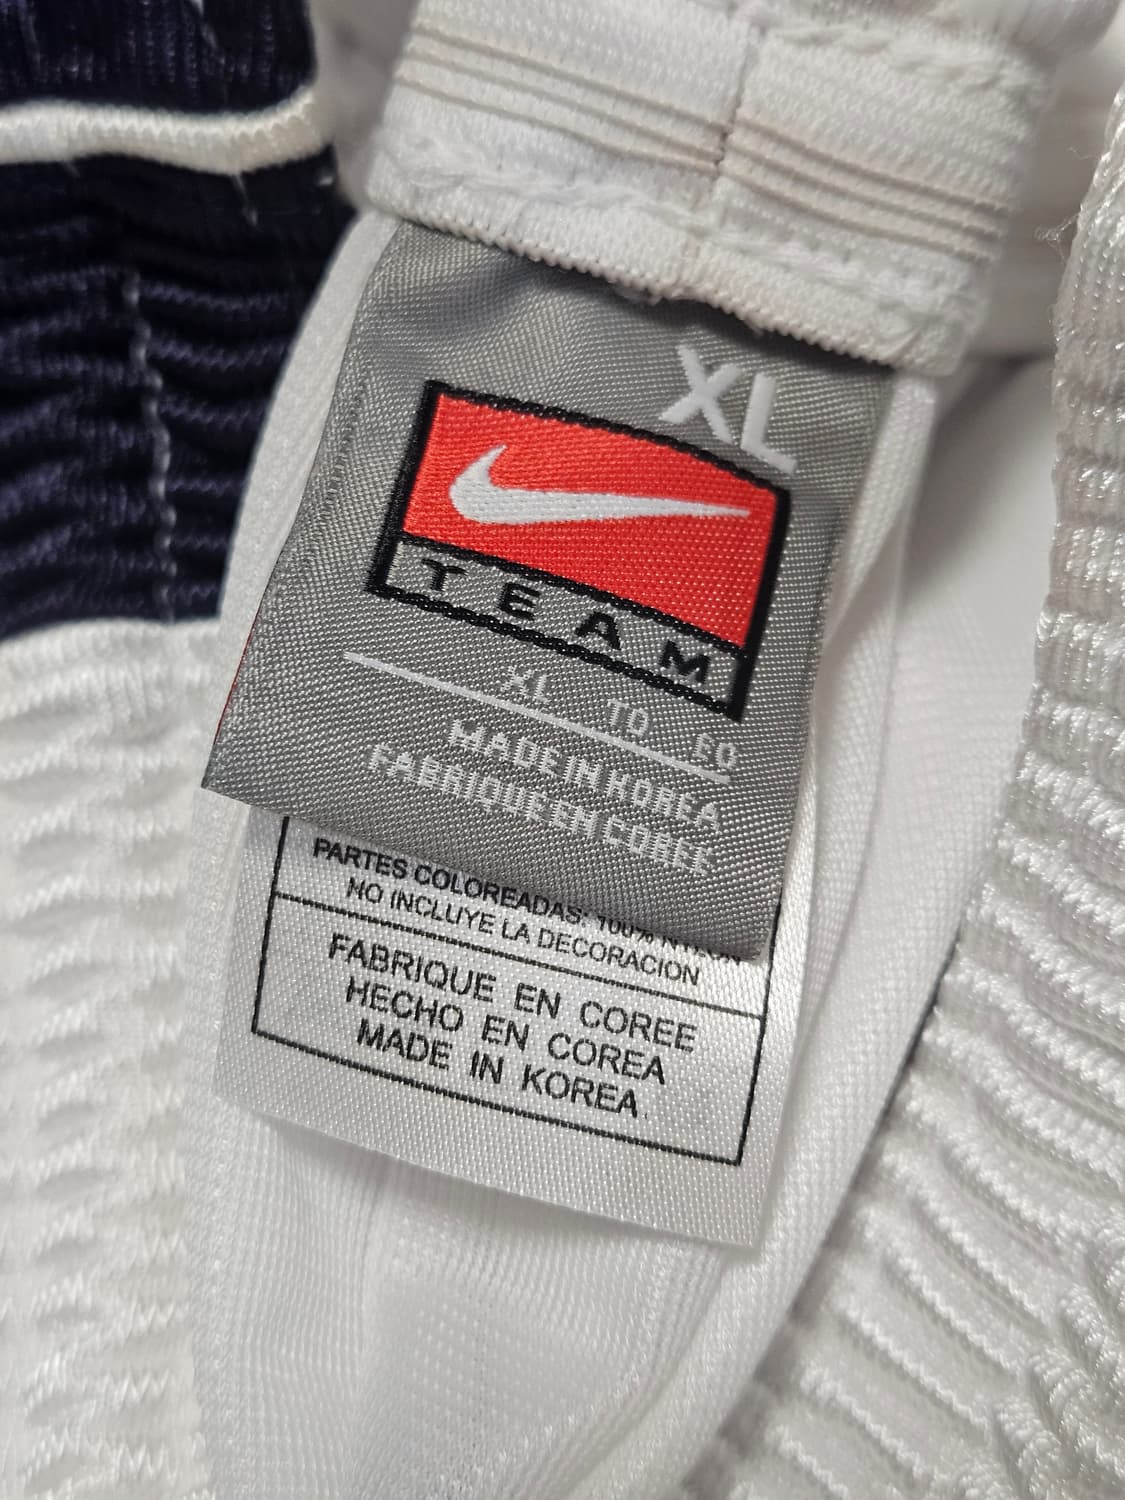 XL
TEAM
XL TO EG
MADE IN KOREA
FABRIQUE EN COREE
PARTES COLOREADAS: 100% NYLON
NO INCLUYE LA DECORACION
FABRIQUE EN COREE
HECHO EN COREA
MADE IN KOREA